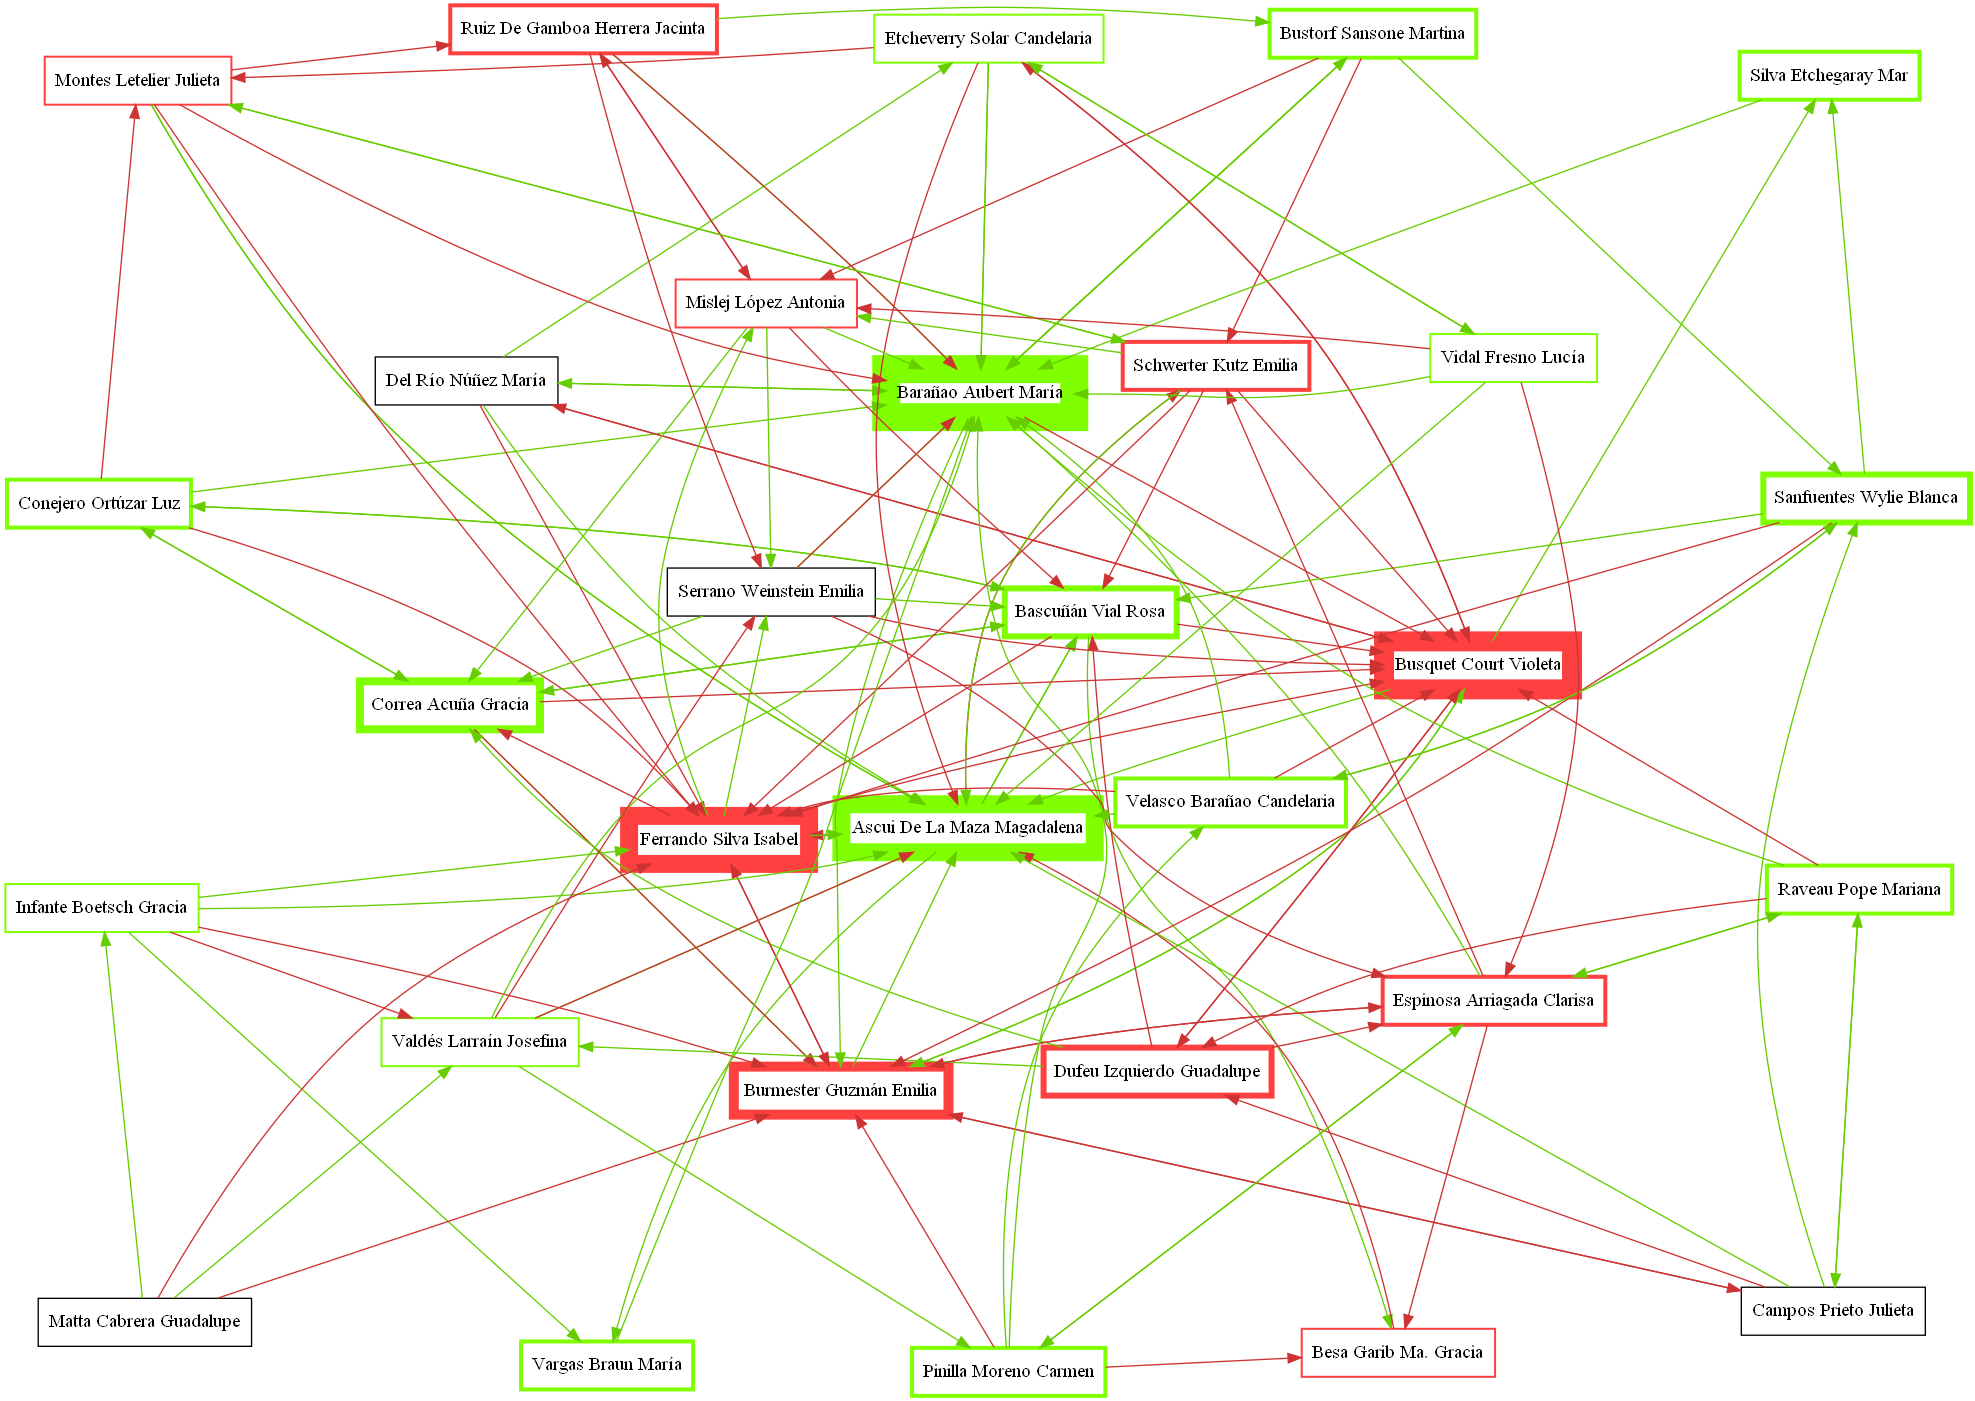 Ruiz De Gamboa Herrera Jacinta
Bustorf Sansone Martina
Etcheverry Solar Candelaria
Silva Etchegaray Mar
Montes Letelier Julieta
Mislej López Antonia
Vidal Fresno Lucía
Schwerter Kutz Emilia
Del Río Núñez María
Barañao Aubert María
Sanfuentes Wylie Blanca
Conejero Ortúzar Luz
Serrano Weinstein Emilia
Bascuñán Vial Rosa
Busquet Court Violeta
Correa Acuña Gracia
Velasco Barañao Candelaria
Ascui De La Maza Magadalena
Ferrando Silva Isabel
Raveau Pope Mariana
Infante Boetsch Gracia
Espinosa Arriagada Clarisa
Valdés Larraín Josefina
Dufeu Izquierdo Guadalupe
Burmester Guzmán Emilia
Campos Prieto Julieta
Matta Cabrera Guadalupe
Besa Garib Ma. Gracia
Vargas Braun María
Pinilla Moreno Carmen